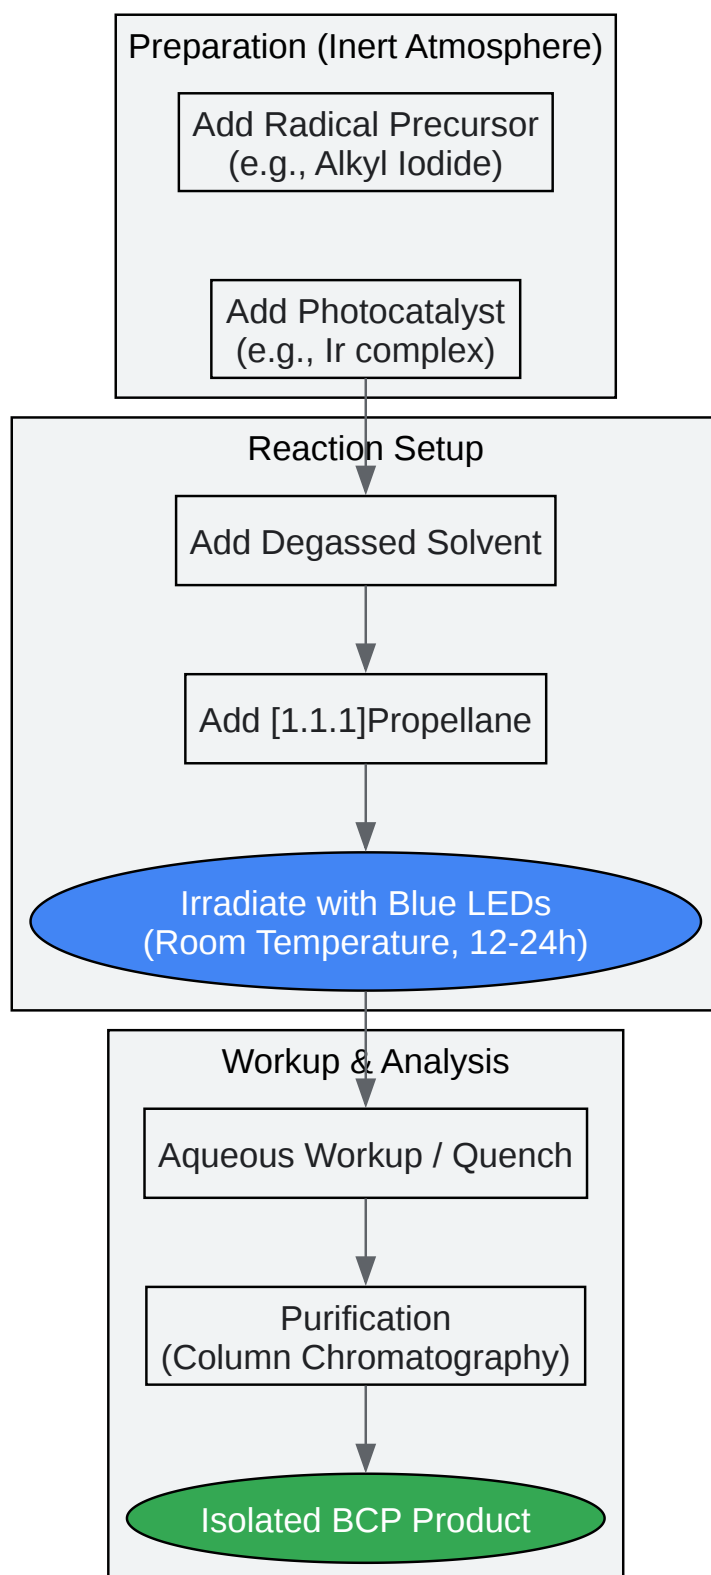 Preparation (Inert Atmosphere)
Add Radical Precursor
(e.g., Alkyl Iodide)
Add Photocatalyst
(e.g., Ir complex)
Reaction Setup
Add Degassed Solvent
Add [1.1.1]Propellane
Irradiate with Blue LEDs
(Room Temperature, 12-24h)
Workup & Analysis
Aqueous Workup / Quench
Purification
(Column Chromatography)
Isolated BCP Product